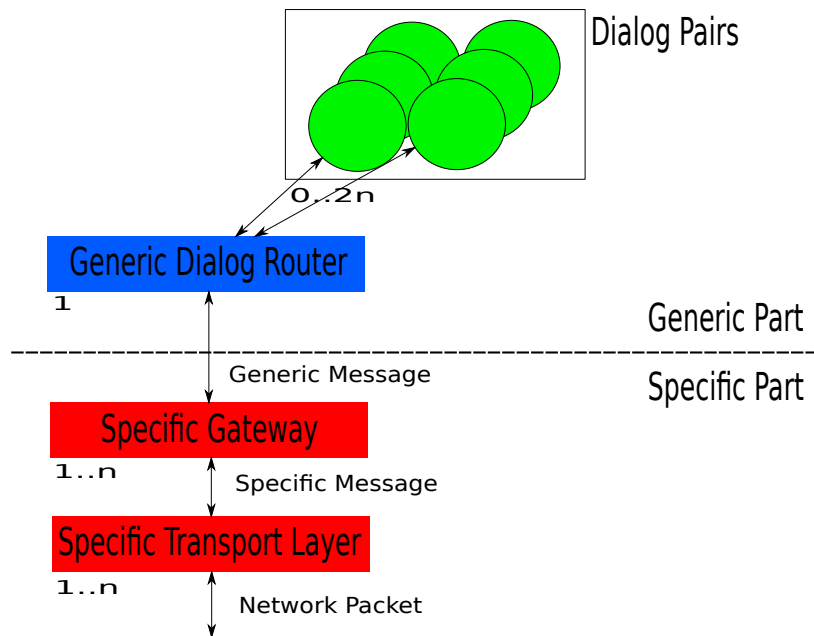 Dialog Pairs
0..2n
Generic Dialog Router
1
Generic Part
Generic Message
Specific Part
Specific Gateway
1..n
Specific Message
Specific Transport Layer
1..n
Network Packet